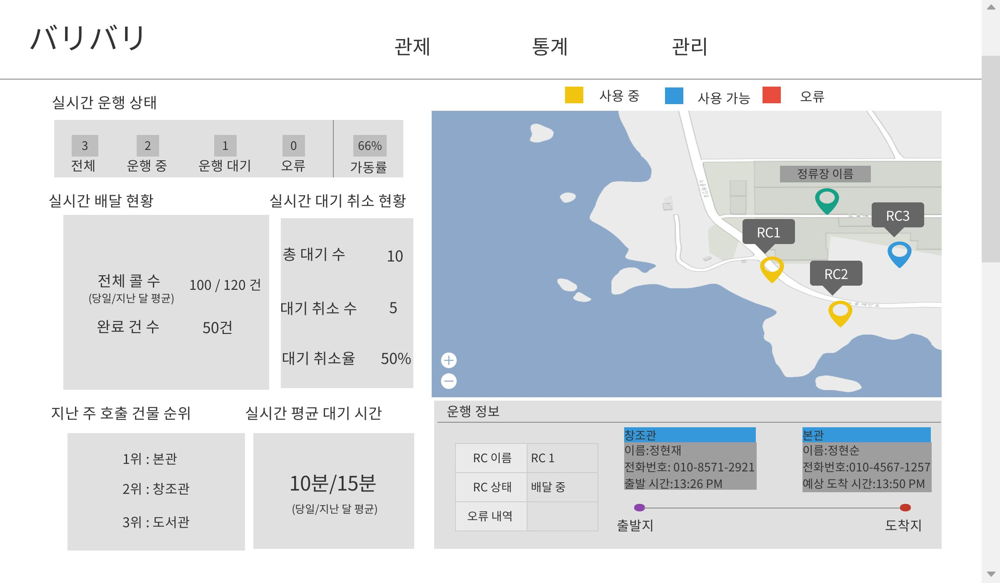 バリバリ
관제
통계
관리
실시간 운행 상태
3
2
1
0
66%
전체
운행 중
운행 대기
오류
가동률
실시간 배달 현황
전체 콜 수
100 / 120 건
(당일/지난 달 평균)
완료 건 수
50건
실시간 대기 취소 현황
총 대기 수
10
대기 취소 수
5
대기 취소율
50%
지난 주 호출 건물 순위
1위 : 본관
2위 : 창조관
3위 : 도서관
실시간 평균 대기 시간
10분/15분
(당일/지난 달 평균)
사용 중
사용 가능
오류
정류장 이름
노을해안로
RC3
RC1
RC2
노을해안로
운행 정보
RC 이름
RC 1
RC 상태
배달 중
오류 내역
창조관
이름:정현재
전화번호: 010-8571-2921
출발 시간:13:26 PM
본관
이름:정현순
전화번호:010-4567-1257
예상 도착 시간:13:50 PM
출발지
도착지